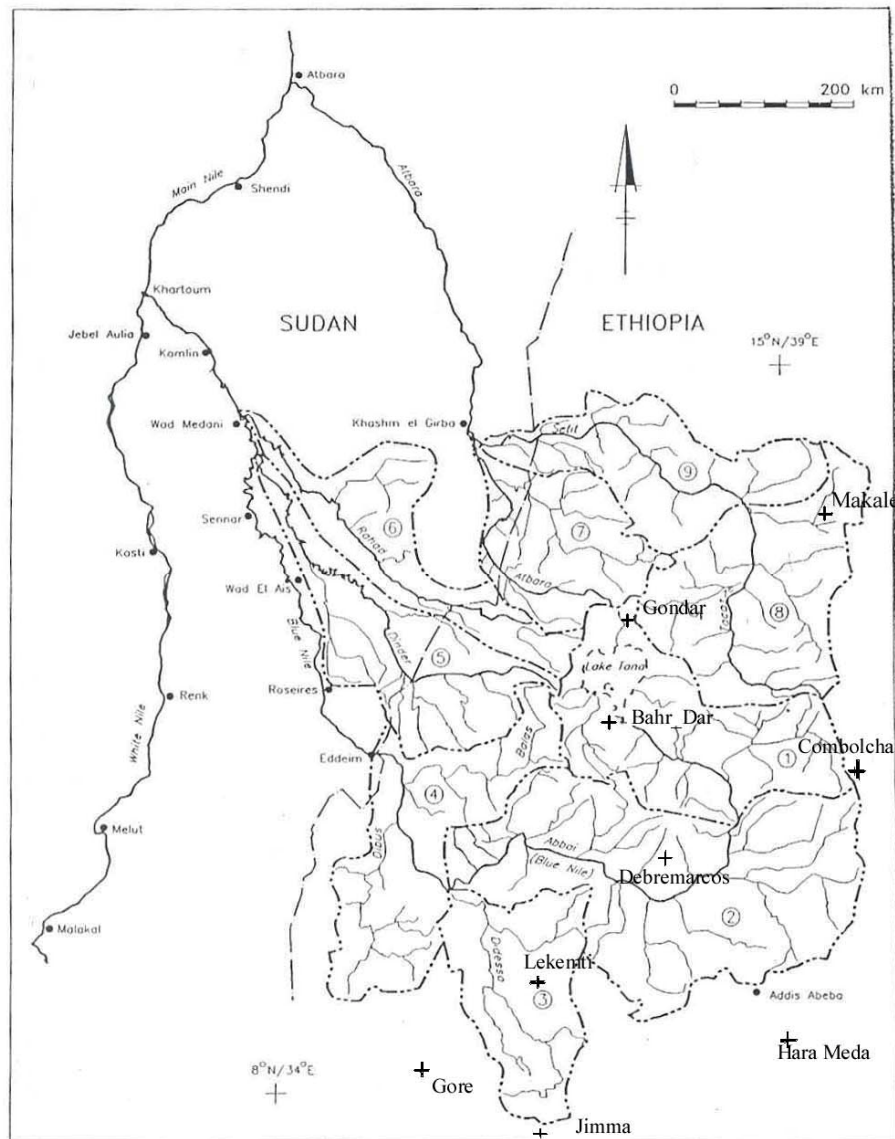 Atbara
0 200 km
Main Nile
Atbara
Shendi
Khartoum
SUDAN
ETHIOPIA
Jebel Aulia
15°N/39°E
Kamlin
Wad Medani
Khashm el Girba
Setit
9
Makale
Sennar
6
Rahad
7
Kosti
Atbara
Wad El Ais
Gondar
Tacazze
8
Blue Nile
Dinder
5
Lake Tana
Roseires
Renk
White Nile
Bahr_Dar
Balas
Combolcha
1
Eddeim
4
Melut
Dabus
Abbai
(Blue Nile)
Debremarcos
2
Malakal
Didessa
Lekemti
3
Addis Abeba
Hara Meda
8°N/34°E
Gore
Jimma